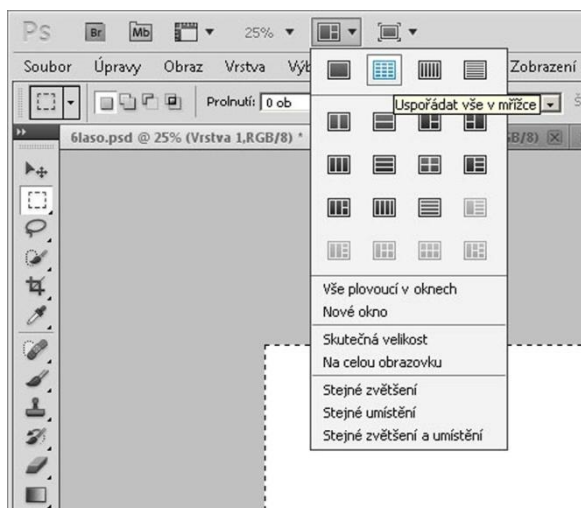 Ps Br Mb 25%
Soubor Úpravy Obraz Vrstva Výb Zobrazení
Prolnutí: 0 ob
Uspořádat vše v mřížce
6laso.psd @ 25% (Vrstva 1,RGB/8) * GB/8)
Vše plovoucí v oknech
Nové okno
Skutečná velikost
Na celou obrazovku
Stejné zvětšení
Stejné umístění
Stejné zvětšení a umístění